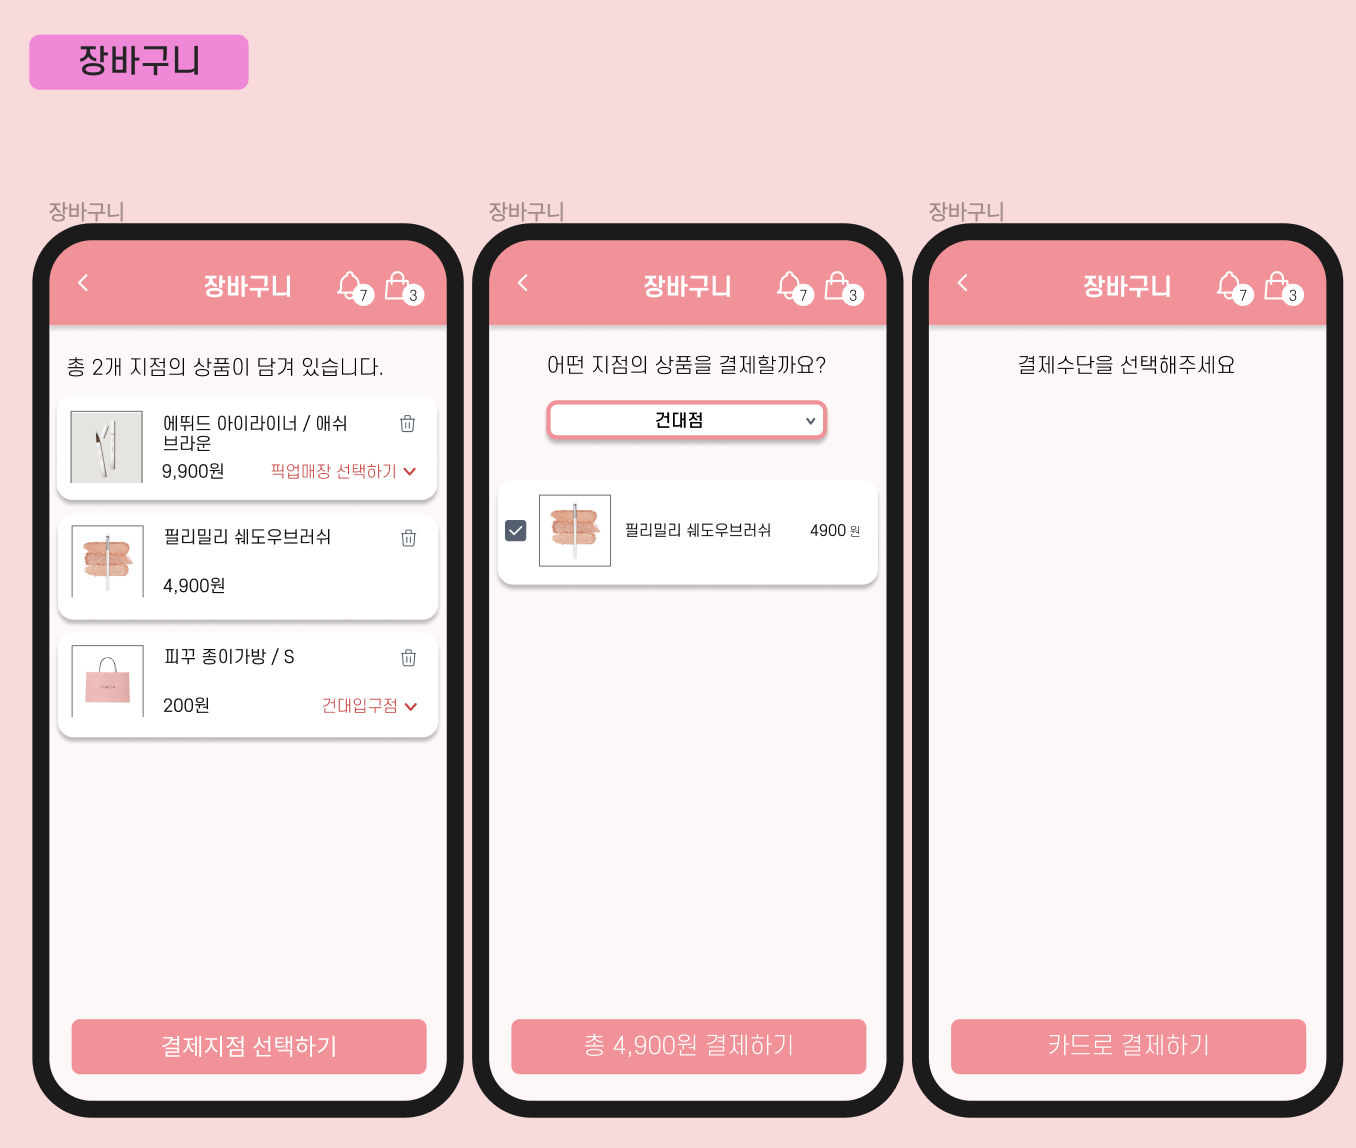 장바구니
장바구니
장바구니
7
3
총 2개 지점의 상품이 담겨 있습니다.
에뛰드 아이라이너 / 애쉬
브라운
9,900원
픽업매장 선택하기
필리밀리 쉐도우브러쉬
4,900원
피꾸 종이가방 / S
200원
건대입구점
결제지점 선택하기
장바구니
장바구니
7
3
어떤 지점의 상품을 결제할까요?
건대점
필리밀리 쉐도우브러쉬
4900 원
총 4,900원 결제하기
장바구니
장바구니
7
3
결제수단을 선택해주세요
카드로 결제하기